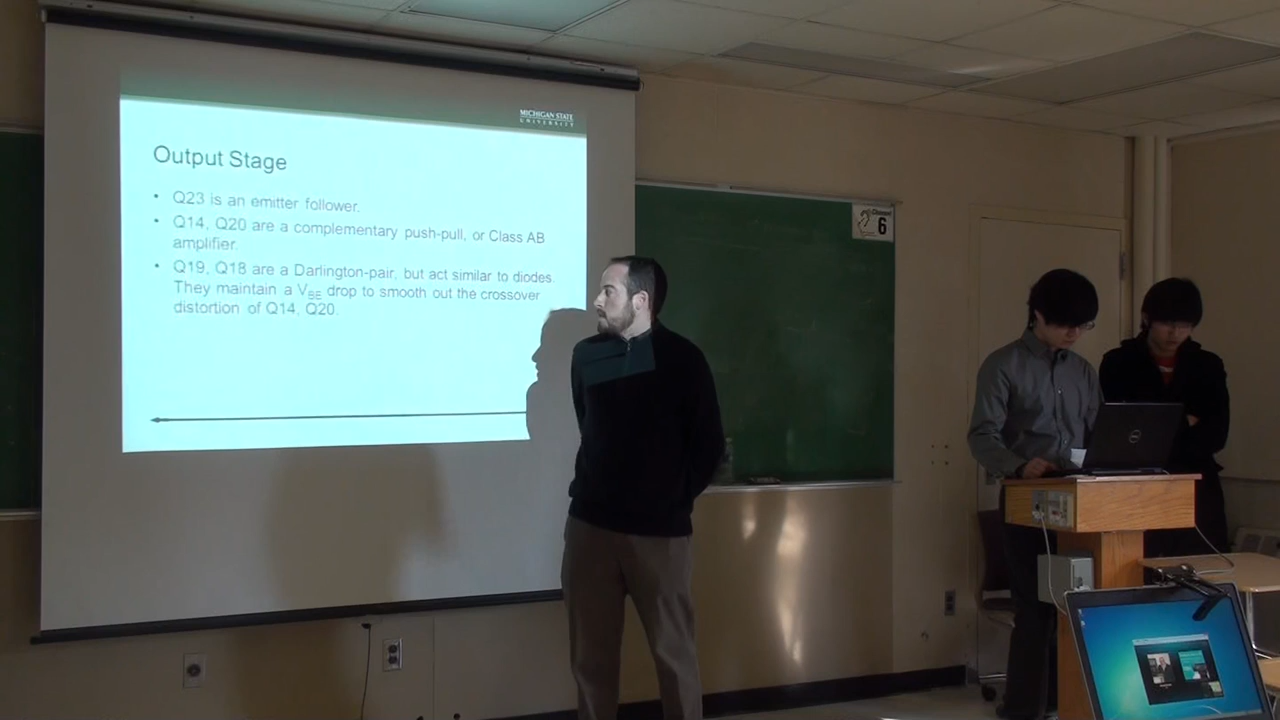 MICHIGAN STATE
UNIVERSITY
Output Stage
• Q23 is an emitter follower.
• Q14, Q20 are a complementary push-pull, or Class AB
amplifier.
• Q19, Q18 are a Darlington-pair, but act similar to diodes.
They maintain a VBE drop to smooth out the crossover
distortion of Q14, Q20.
Channel
6
DELL